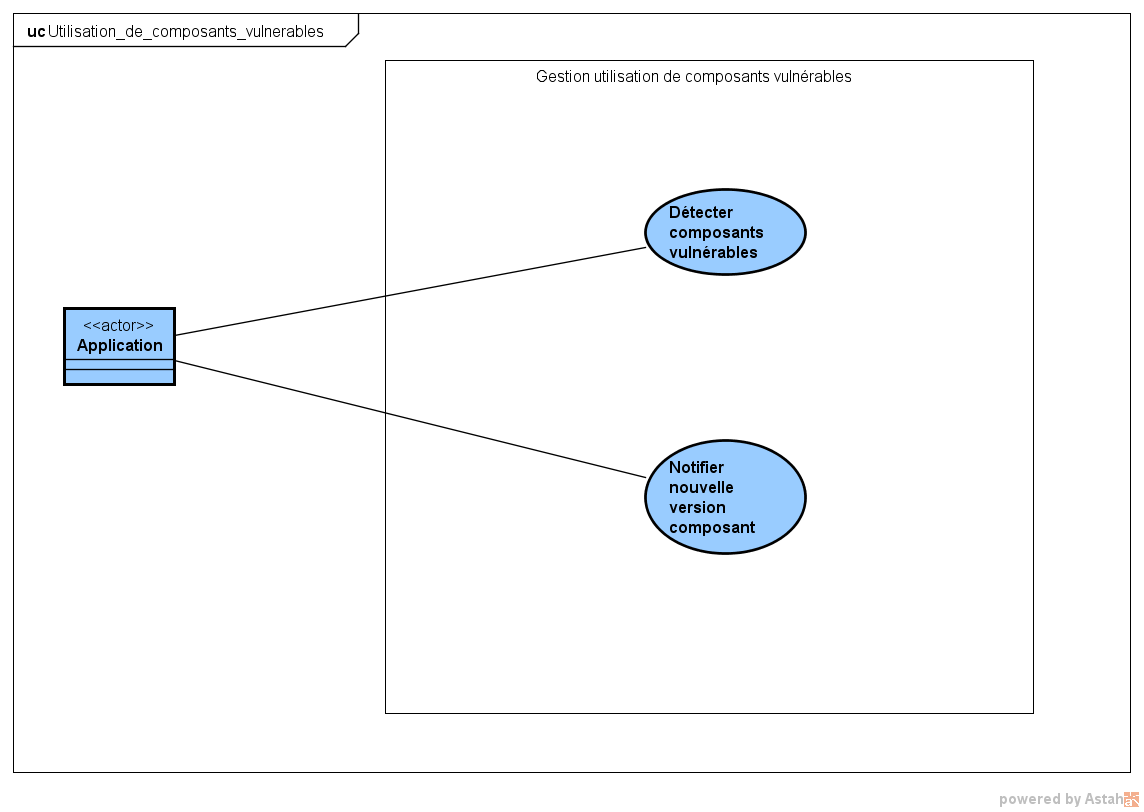 uc Utilisation_de_composants_vulnerables
Gestion utilisation de composants vulnérables
Détecter
composants
vulnérables
<<actor>>
Application
Notifier
nouvelle
version
composant
powered by Astah